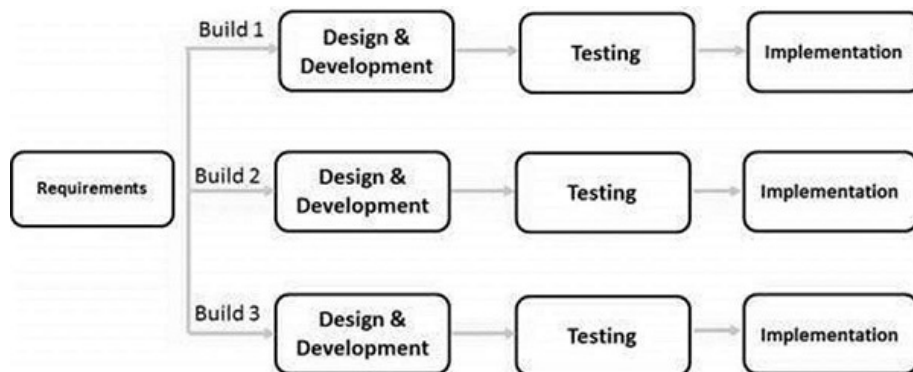 Build 1
Design &
Development
Testing
Implementation
Requirements
Build 2
Design &
Development
Testing
Implementation
Build 3
Design &
Development
Testing
Implementation